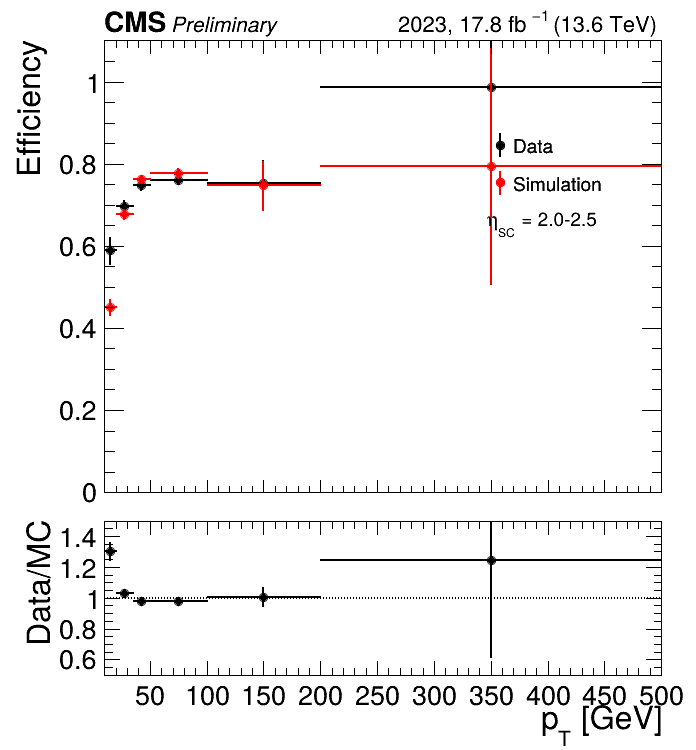 CMS Preliminary 2023, 17.8 fb⁻¹ (13.6 TeV)
Efficiency
1
0.8
0.6
0.4
0.2
0
Data
Simulation
η_SC = 2.0-2.5
Data/MC
1.4
1.2
1
0.8
0.6
50 100 150 200 250 300 350 400 450 500
p_T [GeV]